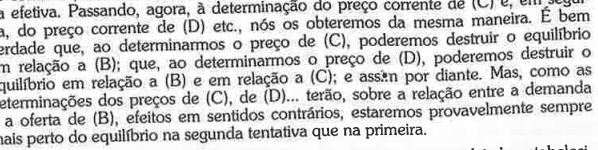 a efetiva. Passando, agora, à determinação do preço corrente de (C) e, em segui-
a, do preço corrente de (D) etc., nós os obteremos da mesma maneira. É bem
erdade que, ao determinarmos o preço de (C), poderemos destruir o equilíbrio
m relação a (B); que, ao determinarmos o preço de (D), poderemos destruir o
quilíbrio em relação a (B) e em relação a (C); e assim por diante. Mas, como as
eterminações dos preços de (C), de (D)... terão, sobre a relação entre a demanda
a oferta de (B), efeitos em sentidos contrários, estaremos provavelmente sempre
nais perto do equilíbrio na segunda tentativa que na primeira.